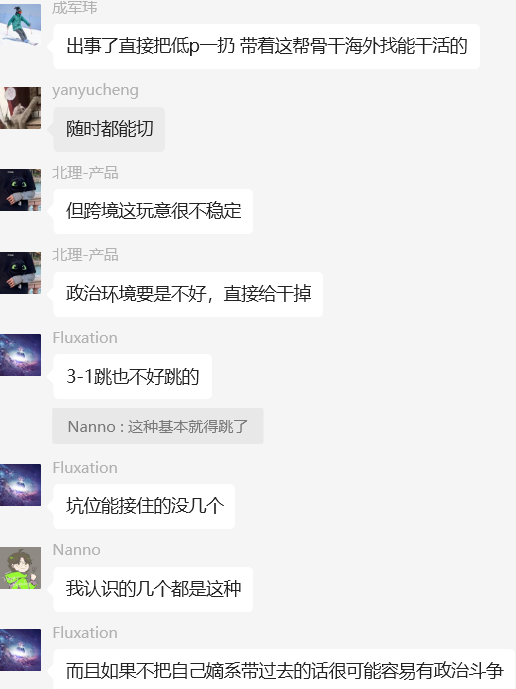 成军玮
出事了直接把低p一扔 带着这帮骨干海外找能干活的
yanyucheng
随时都能切
北理-产品
但跨境这玩意很不稳定
北理-产品
政治环境要是不好，直接给干掉
Fluxation
3-1跳也不好跳的
Nanno : 这种基本就得跳了
Fluxation
坑位能接住的没几个
Nanno
我认识的几个都是这种
Fluxation
而且如果不把自己嫡系带过去的话很可能容易有政治斗争